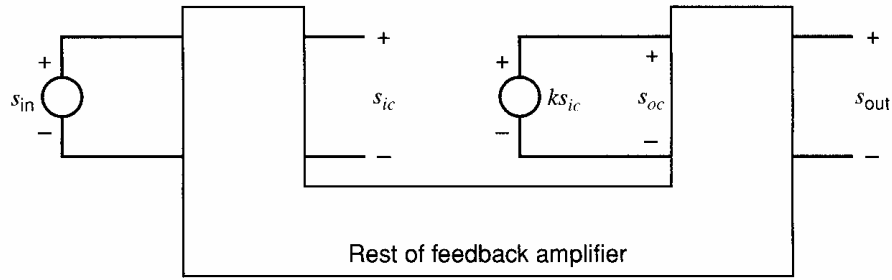 + + + +
s_in s_ic ks_ic s_oc s_out
− − − − −
Rest of feedback amplifier